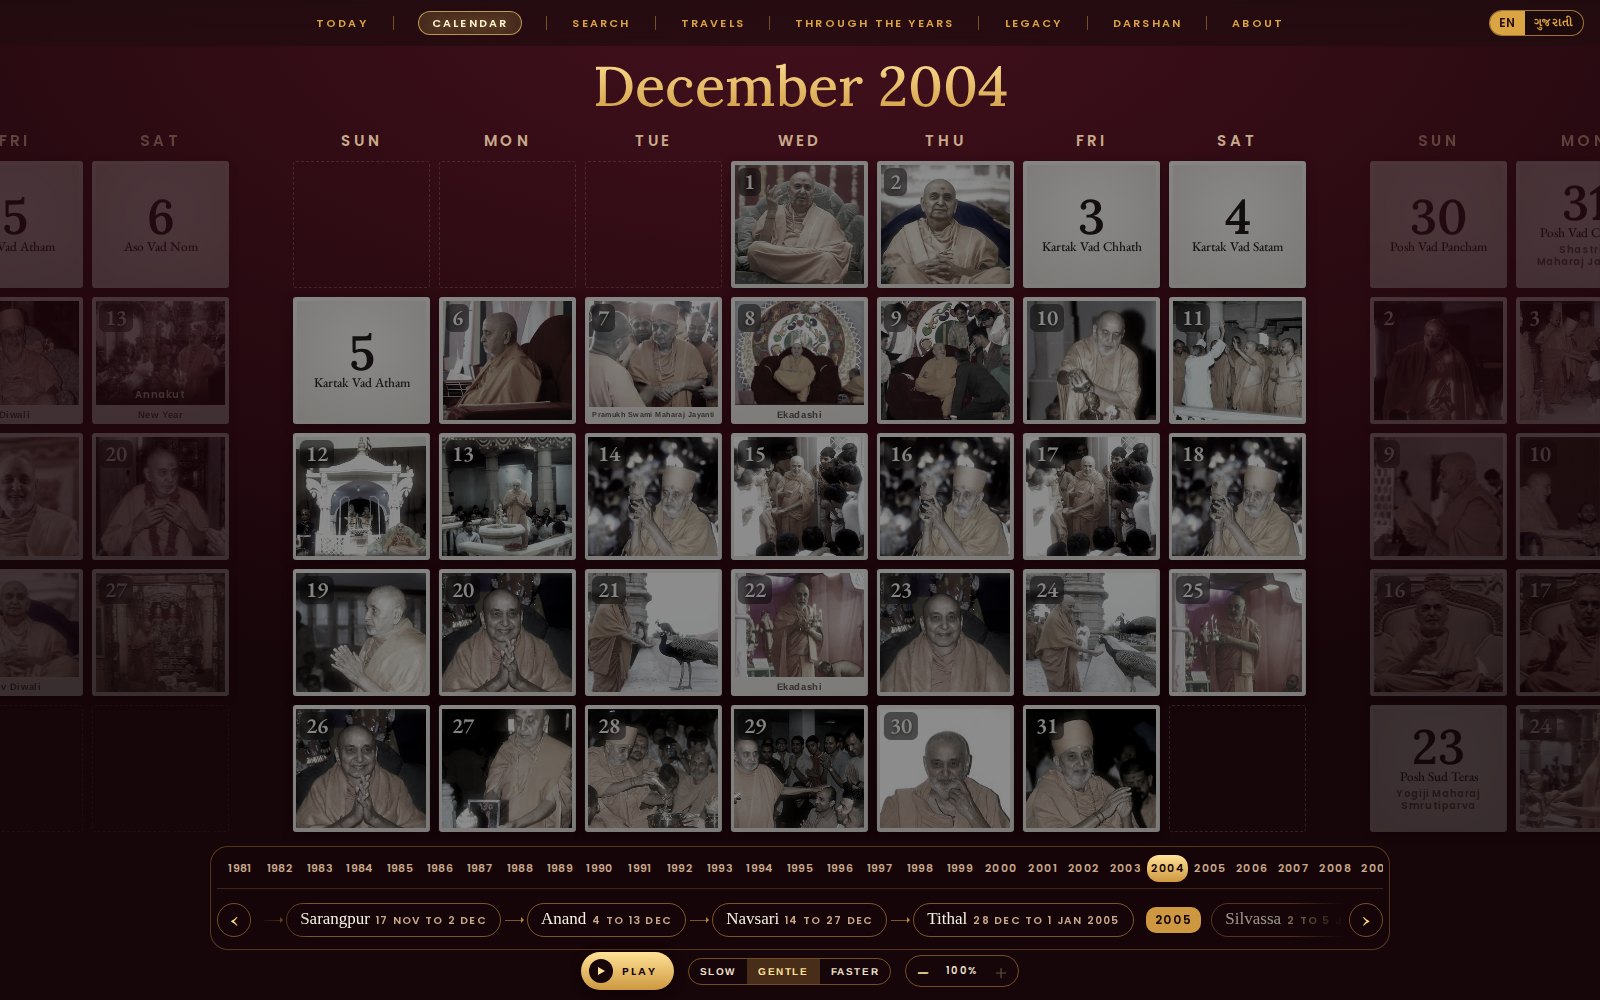 TODAY
CALENDAR
SEARCH
TRAVELS
THROUGH THE YEARS
LEGACY
DARSHAN
ABOUT
EN
ગુજરાતી
December 2004
FRI
SAT
SUN
MON
TUE
WED
THU
FRI
SAT
SUN
MON
5
Vad Atham
6
Aso Vad Nom
1
2
3
Kartak Vad Chhath
4
Kartak Vad Satam
30
Posh Vad Pancham
31
Posh Vad
Maharaj
13
Annakut
Diwali
New Year
5
Kartak Vad Atham
6
7
Pramukh Swami Maharaj Jayanti
8
Ekadashi
9
10
11
2
3
20
12
13
14
15
16
17
18
9
10
Diwali
27
19
20
21
22
Ekadashi
23
24
25
16
17
26
27
28
29
30
31
23
Posh Sud Teras
Yogiji Maharaj
Smrutiparva
24
1981 1982 1983 1984 1985 1986 1987 1988 1989 1990 1991 1992 1993 1994 1995 1996 1997 1998 1999 2000 2001 2002 2003 2004 2005 2006 2007 2008 200
Sarangpur 17 NOV TO 2 DEC
Anand 4 TO 13 DEC
Navsari 14 TO 27 DEC
Tithal 28 DEC TO 1 JAN 2005
2005
Silvassa 2 TO 5
PLAY
SLOW
GENTLE
FASTER
100%